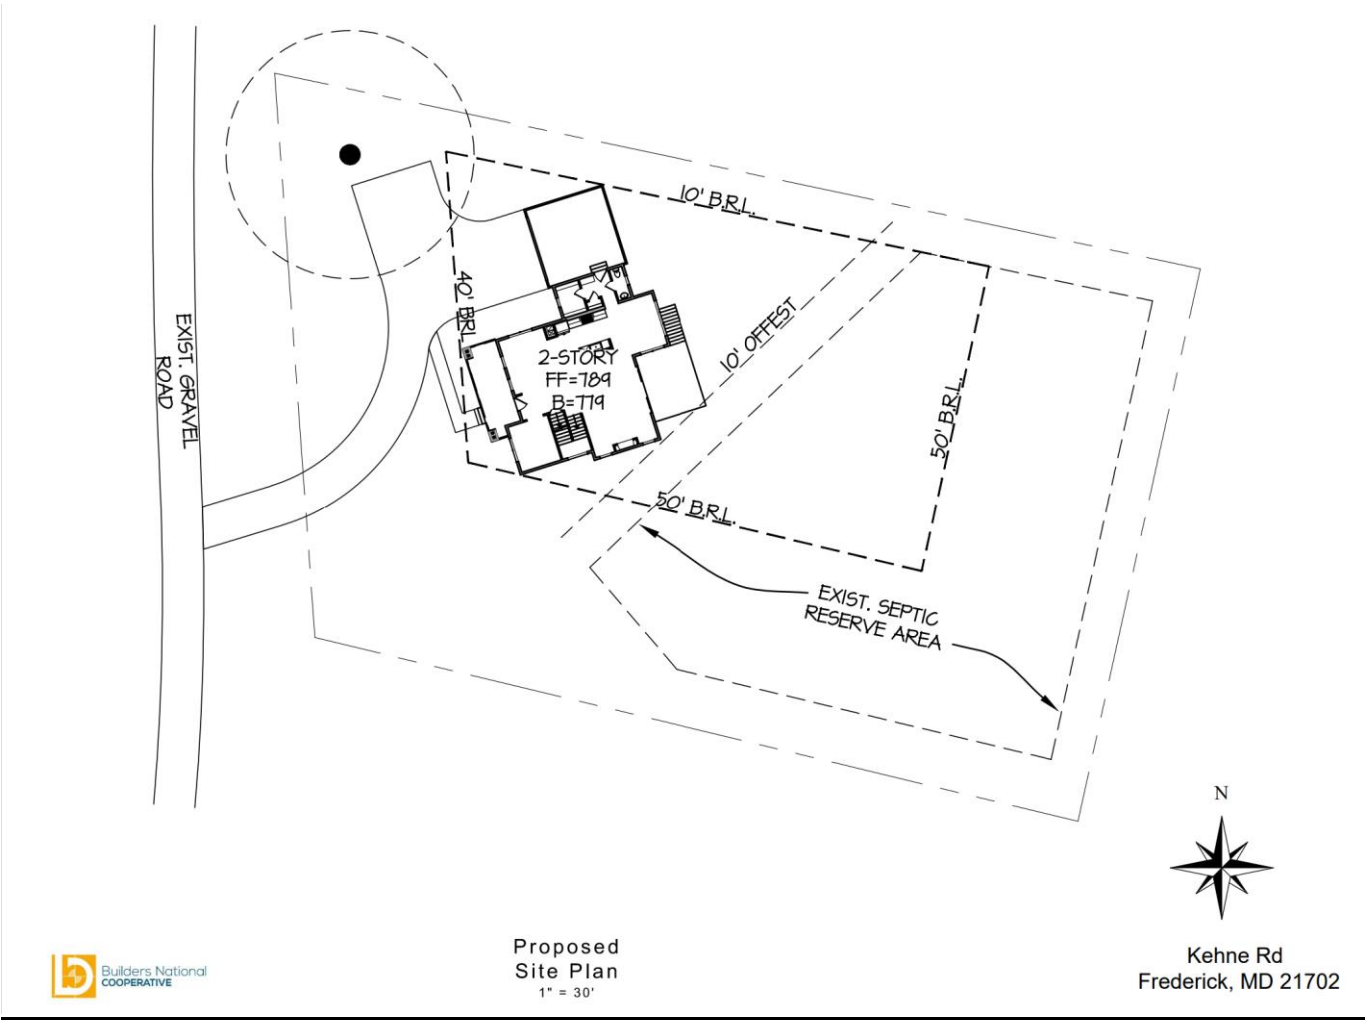 10' B.R.L.
40' BRL
EXIST. GRAVEL
ROAD
10' OFFEST
2-STORY
FF=789
B=779
50' B.R.L.
50' B.R.L.
EXIST. SEPTIC
RESERVE AREA
N
Builders National
COOPERATIVE
Proposed
Site Plan
1" = 30'
Kehne Rd
Frederick, MD 21702